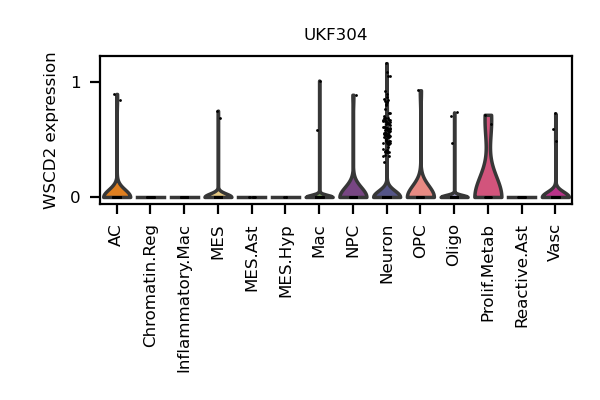 UKF304
WSCD2 expression
1
0
AC
Chromatin.Reg
Inflammatory.Mac
MES
MES.Ast
MES.Hyp
Mac
NPC
Neuron
OPC
Oligo
Prolif.Metab
Reactive.Ast
Vasc